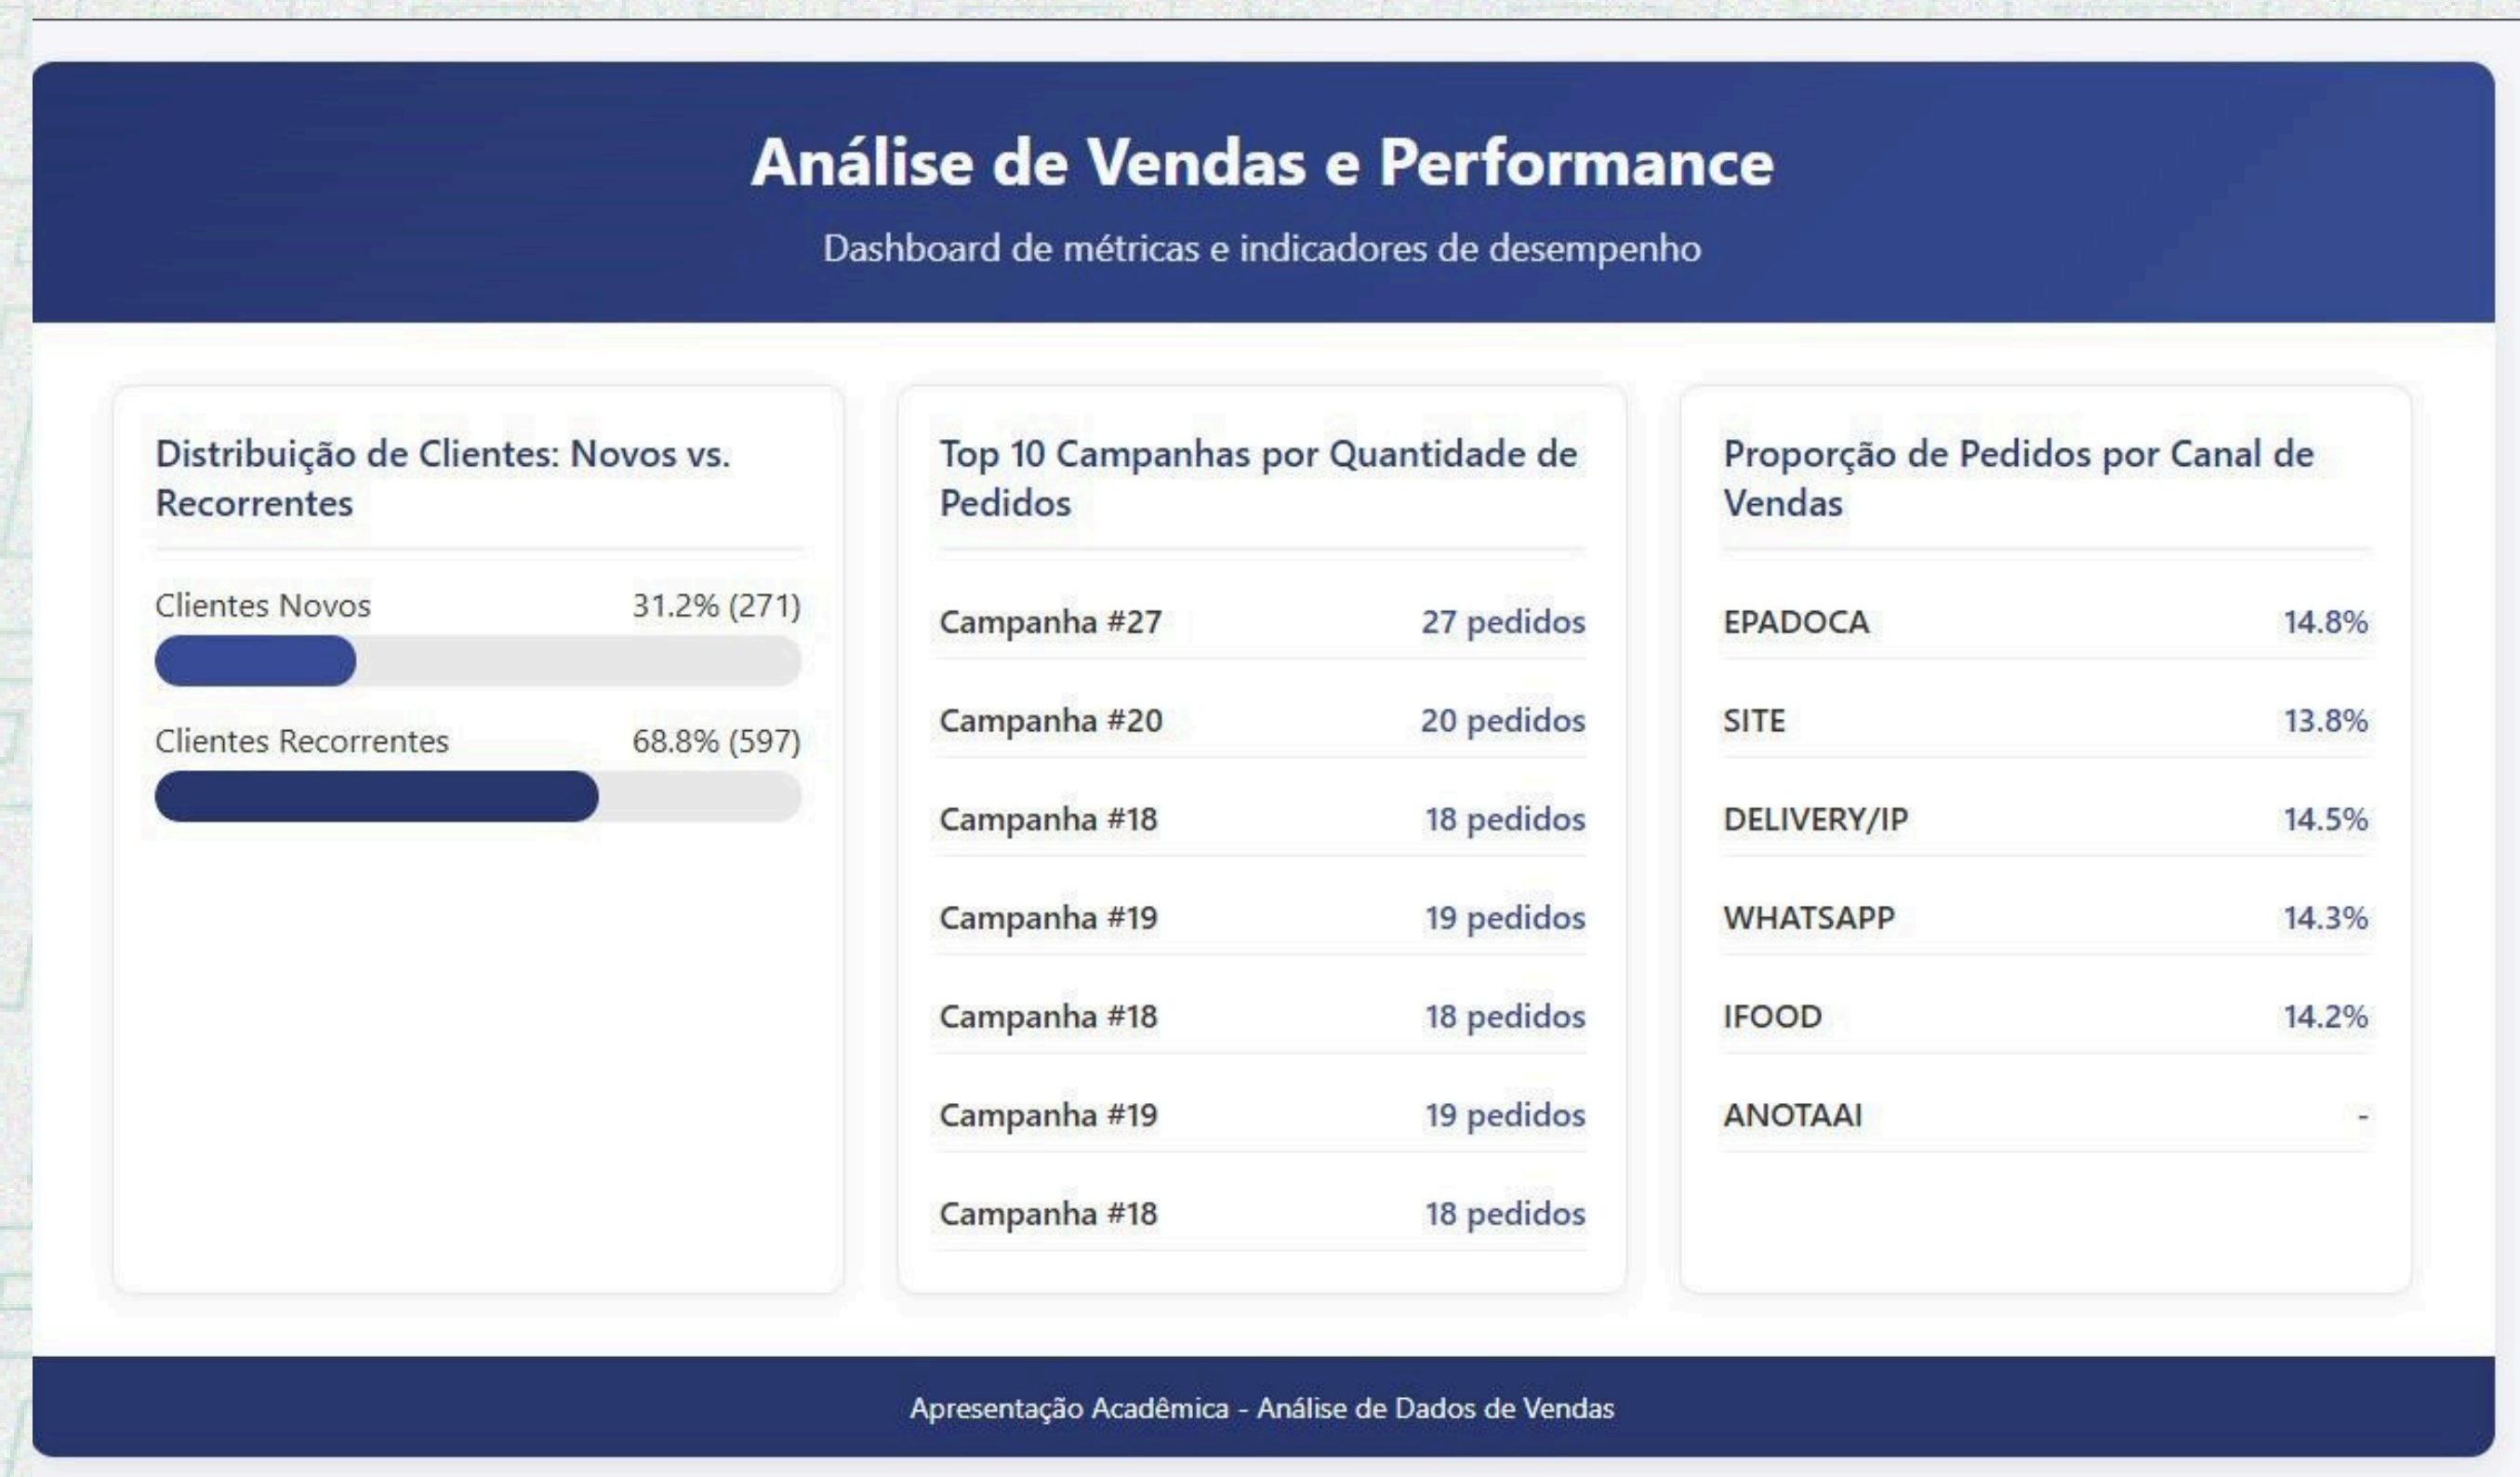 Análise de Vendas e Performance
Dashboard de métricas e indicadores de desempenho
Distribuição de Clientes: Novos vs.
Recorrentes
Clientes Novos 31.2% (271)
Clientes Recorrentes 68.8% (597)
Top 10 Campanhas por Quantidade de
Pedidos
Campanha #27 27 pedidos
Campanha #20 20 pedidos
Campanha #18 18 pedidos
Campanha #19 19 pedidos
Campanha #18 18 pedidos
Campanha #19 19 pedidos
Campanha #18 18 pedidos
Proporção de Pedidos por Canal de
Vendas
EPADOCA 14.8%
SITE 13.8%
DELIVERY/IP 14.5%
WHATSAPP 14.3%
IFOOD 14.2%
ANOTAAI -
Apresentação Acadêmica - Análise de Dados de Vendas